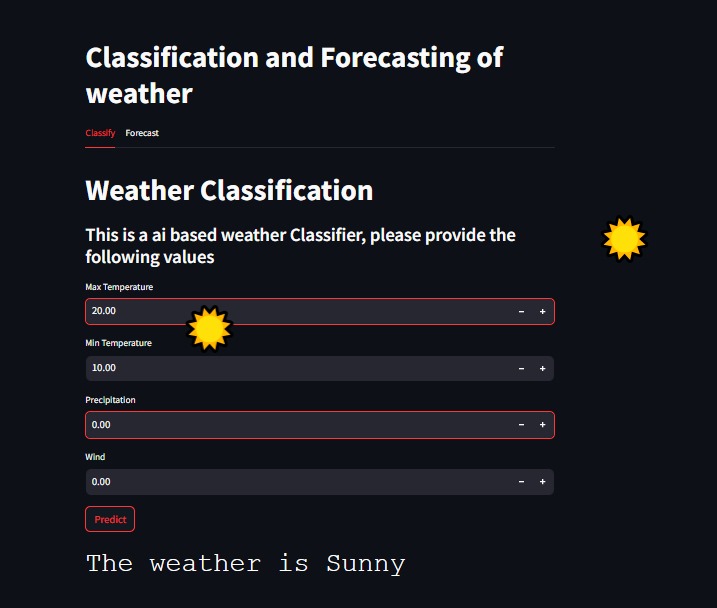 Classification and Forecasting of
weather
Classify Forecast
Weather Classification
This is a ai based weather Classifier, please provide the
following values
Max Temperature
20.00 − +
Min Temperature
10.00 − +
Precipitation
0.00 − +
Wind
0.00 − +
Predict
The weather is Sunny